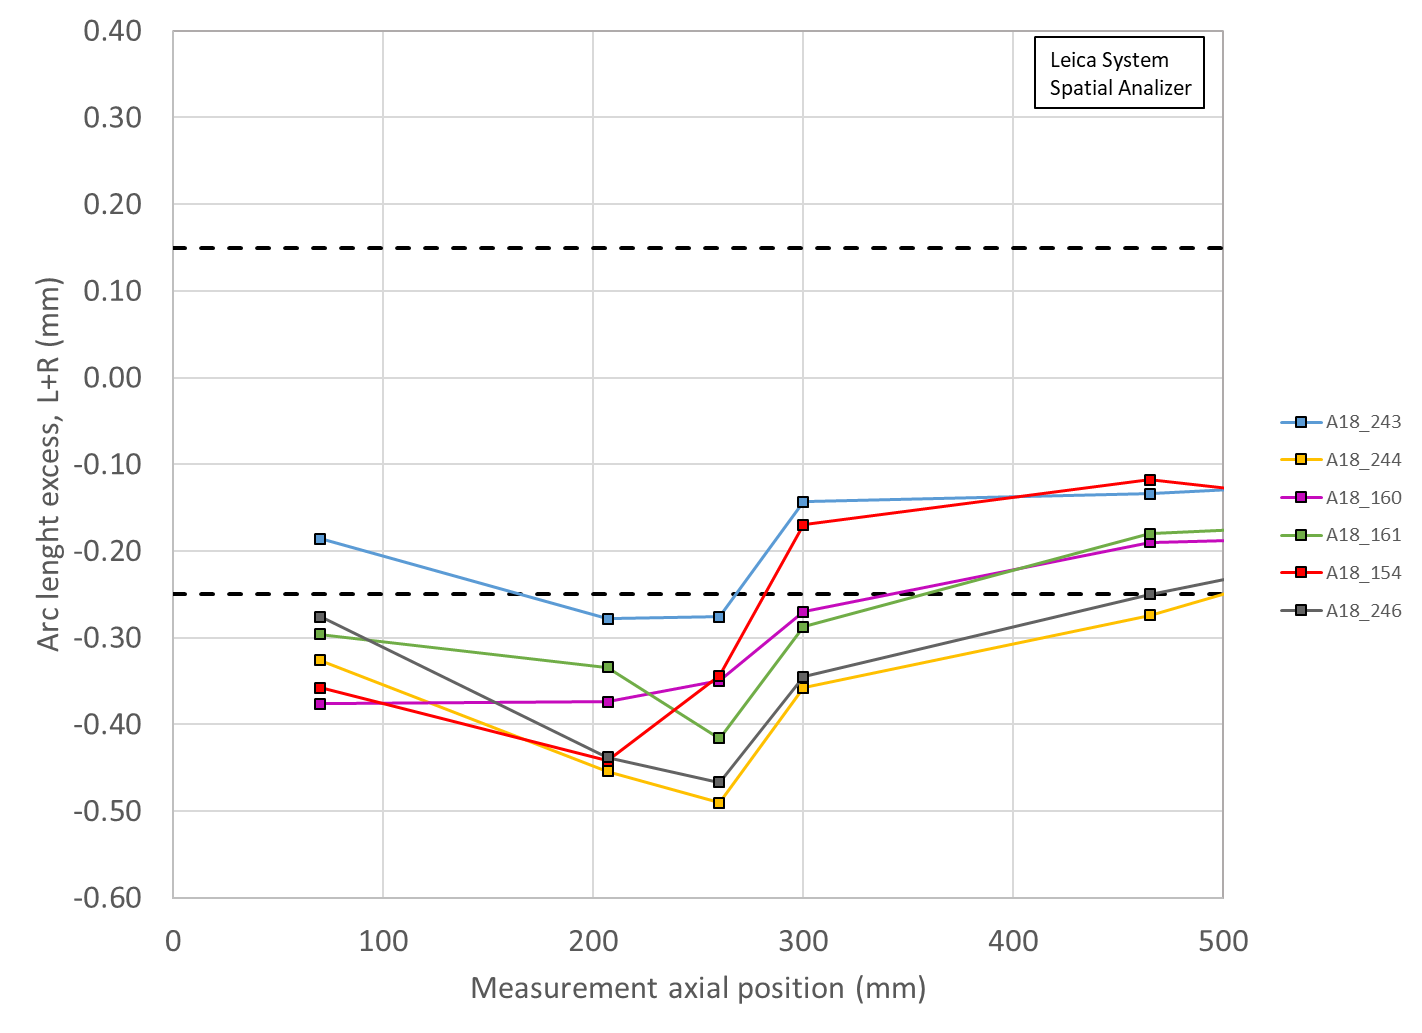 0.40
0.30
0.20
0.10
0.00
-0.10
-0.20
-0.30
-0.40
-0.50
-0.60
Arc lenght excess, L+R (mm)
Leica System
Spatial Analizer
0 100 200 300 400 500
Measurement axial position (mm)
A18_243
A18_244
A18_160
A18_161
A18_154
A18_246